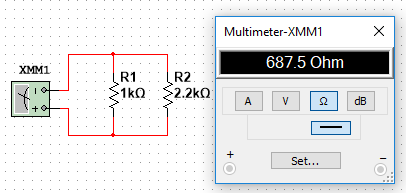 XMM1
R1
1kΩ
R2
2.2kΩ
Multimeter-XMM1
687.5 Ohm
A V Ω dB
+ Set... −